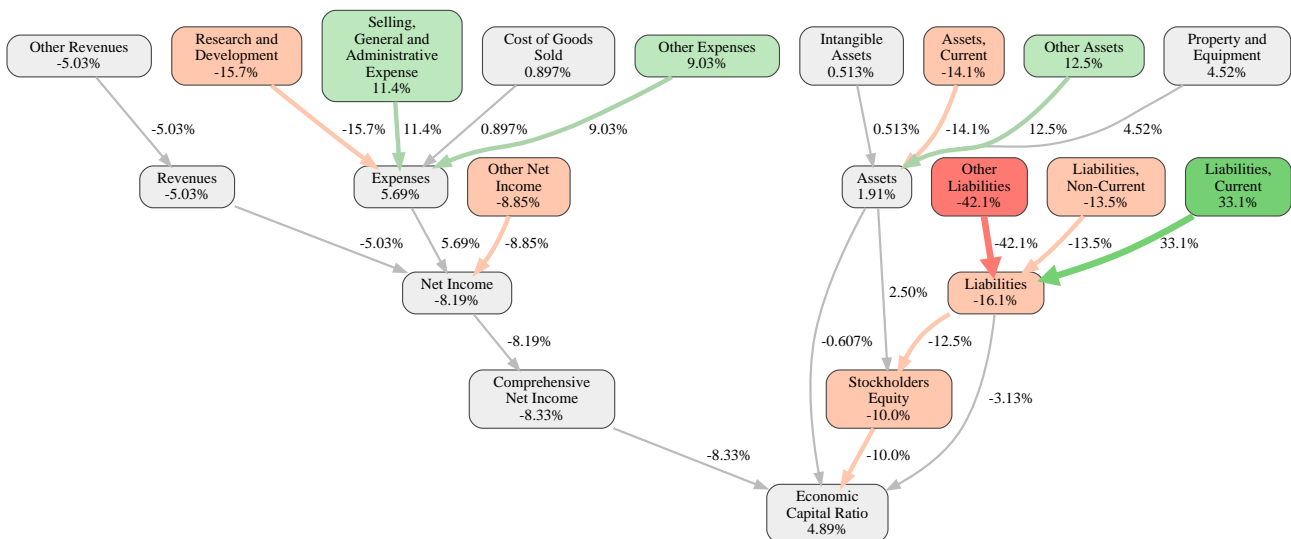 Other Revenues
-5.03%
Research and
Development
-15.7%
Selling,
General and
Administrative
Expense
11.4%
Cost of Goods
Sold
0.897%
Other Expenses
9.03%
Intangible
Assets
0.513%
Assets,
Current
-14.1%
Other Assets
12.5%
Property and
Equipment
4.52%
-5.03%
-15.7%
11.4%
0.897%
9.03%
0.513%
-14.1%
12.5%
4.52%
Revenues
-5.03%
Expenses
5.69%
Other Net
Income
-8.85%
Assets
1.91%
Other
Liabilities
-42.1%
Liabilities,
Non-Current
-13.5%
Liabilities,
Current
33.1%
-5.03%
5.69%
-8.85%
-42.1%
-13.5%
33.1%
Net Income
-8.19%
2.50%
Liabilities
-16.1%
-8.19%
-0.607%
-12.5%
Comprehensive
Net Income
-8.33%
Stockholders
Equity
-10.0%
-3.13%
-8.33%
-10.0%
Economic
Capital Ratio
4.89%